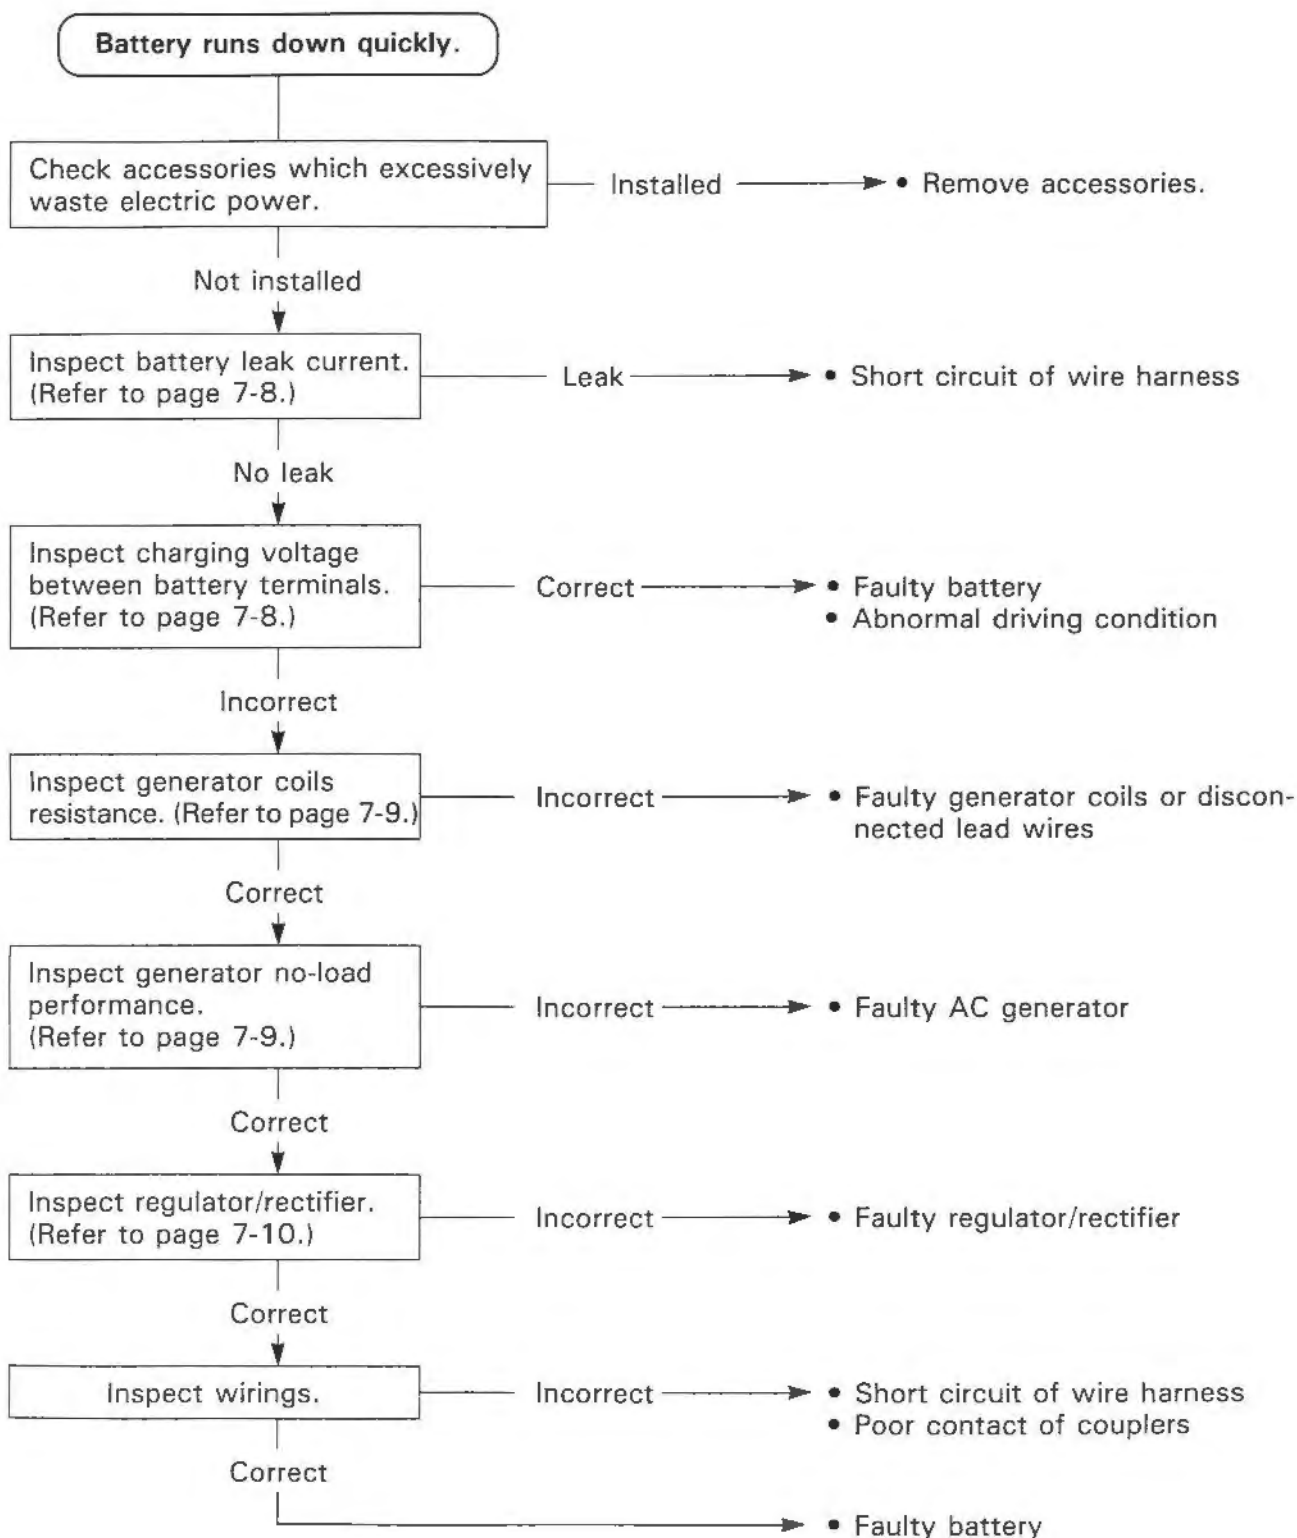 Battery runs down quickly.
Check accessories which excessively
waste electric power.
Installed
• Remove accessories.
Not installed
Inspect battery leak current.
(Refer to page 7-8.)
Leak
• Short circuit of wire harness
No leak
Inspect charging voltage
between battery terminals.
(Refer to page 7-8.)
Correct
• Faulty battery
• Abnormal driving condition
Incorrect
Inspect generator coils
resistance. (Refer to page 7-9.)
Incorrect
• Faulty generator coils or discon-
nected lead wires
Correct
Inspect generator no-load
performance.
(Refer to page 7-9.)
Incorrect
• Faulty AC generator
Correct
Inspect regulator/rectifier.
(Refer to page 7-10.)
Incorrect
• Faulty regulator/rectifier
Correct
Inspect wirings.
Incorrect
• Short circuit of wire harness
• Poor contact of couplers
Correct
• Faulty battery